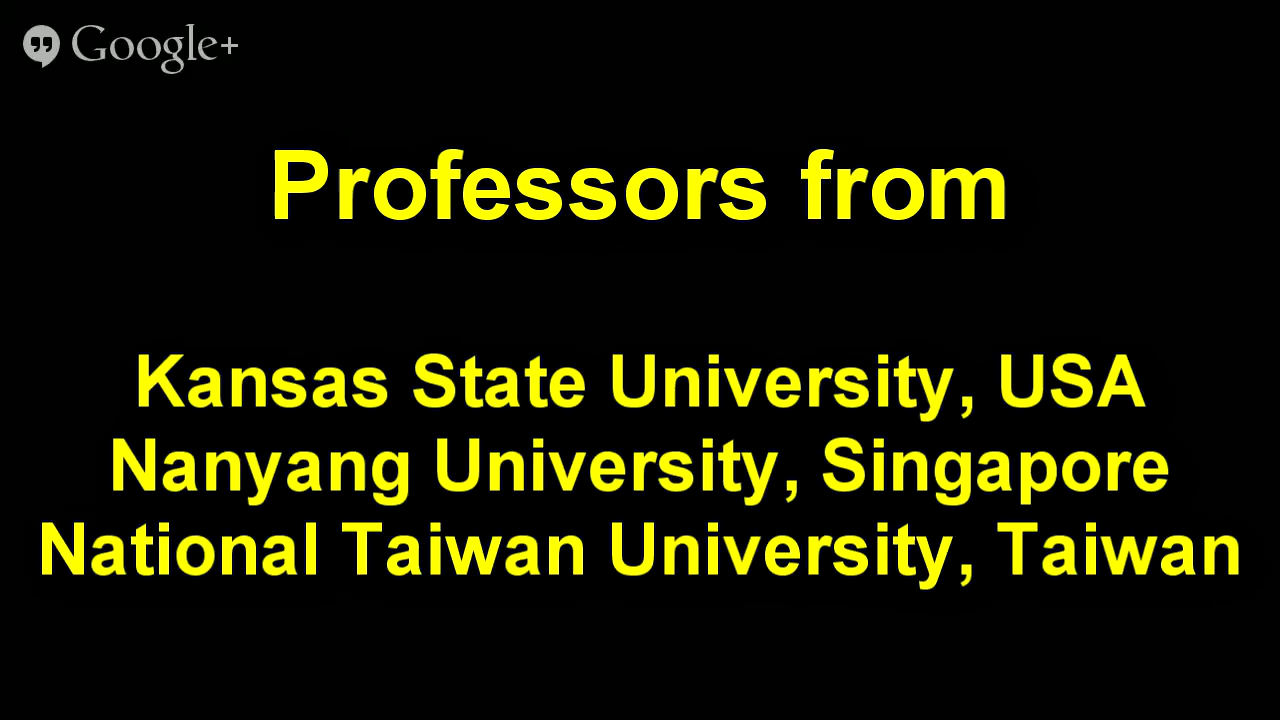 Google+
Professors from
Kansas State University, USA
Nanyang University, Singapore
National Taiwan University, Taiwan